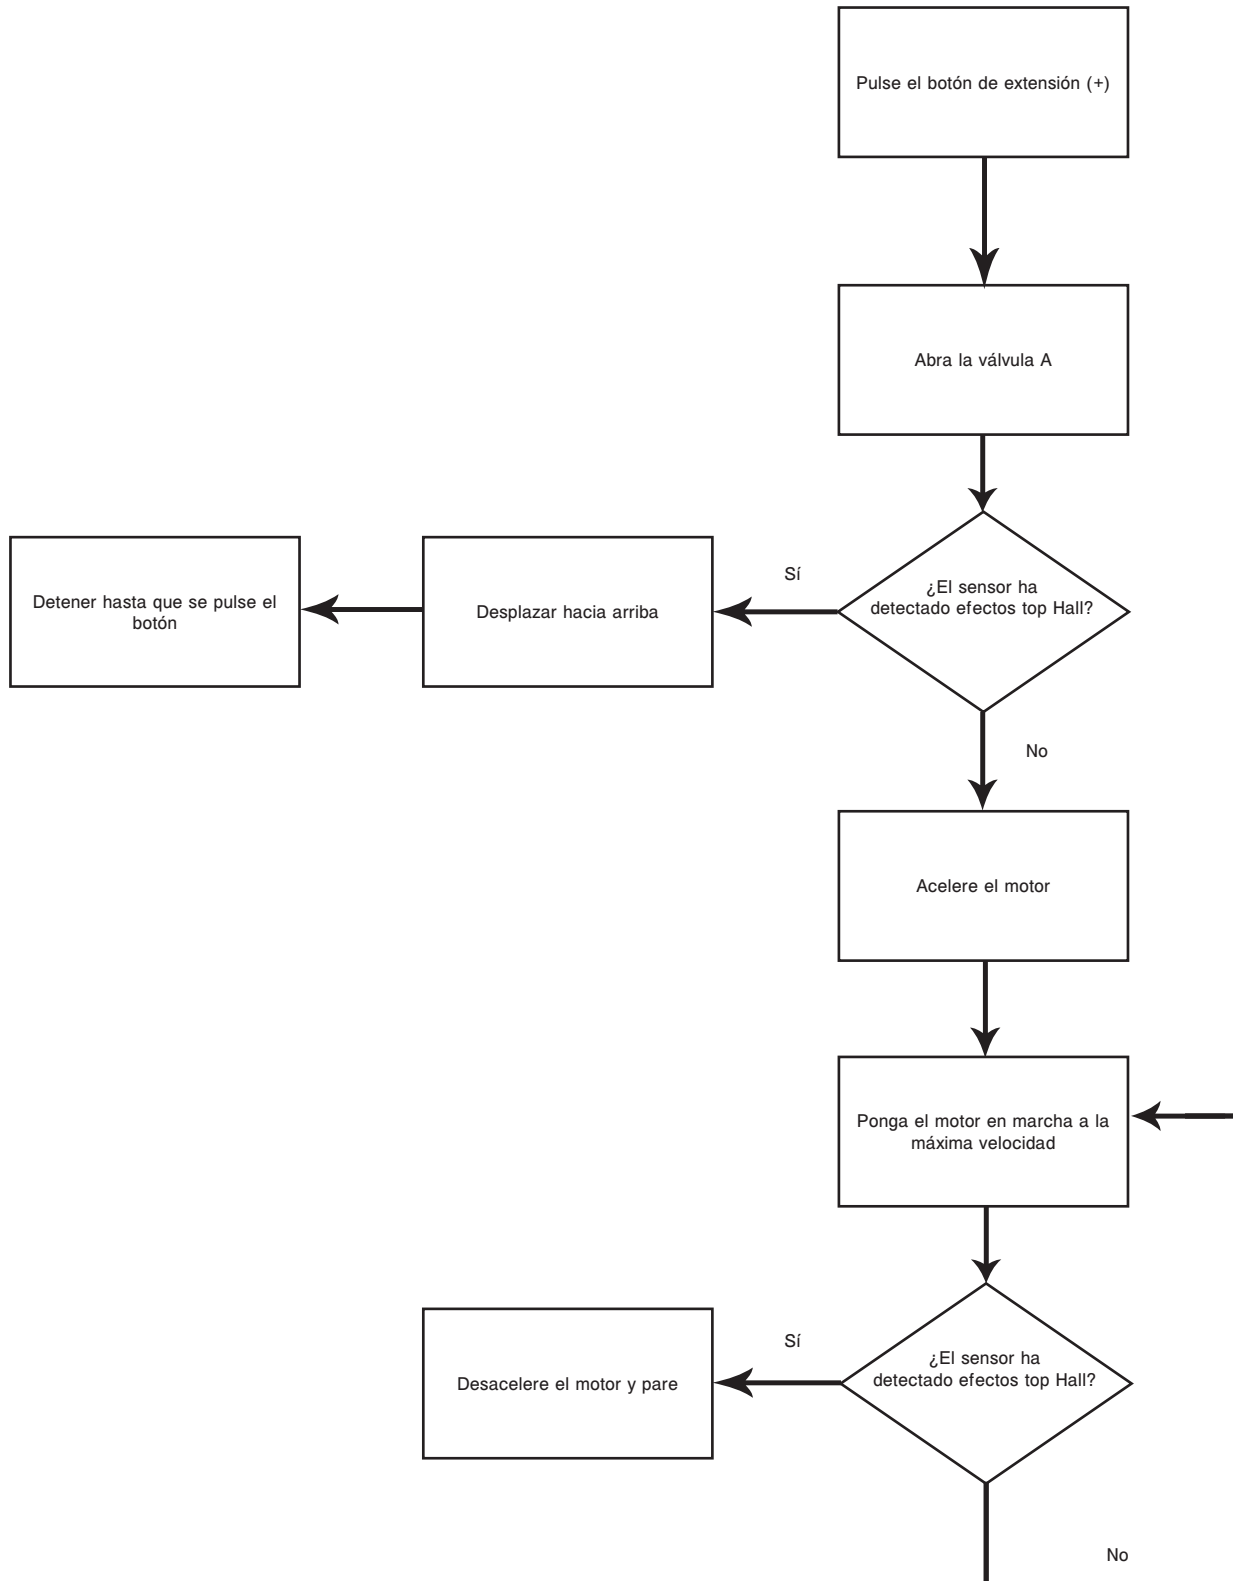 Pulse el botón de extensión (+)
Abra la válvula A
¿El sensor ha
detectado efectos top Hall?
Sí
Desplazar hacia arriba
Detener hasta que se pulse el
botón
No
Acelere el motor
Ponga el motor en marcha a la
máxima velocidad
¿El sensor ha
detectado efectos top Hall?
Sí
Desacelere el motor y pare
No